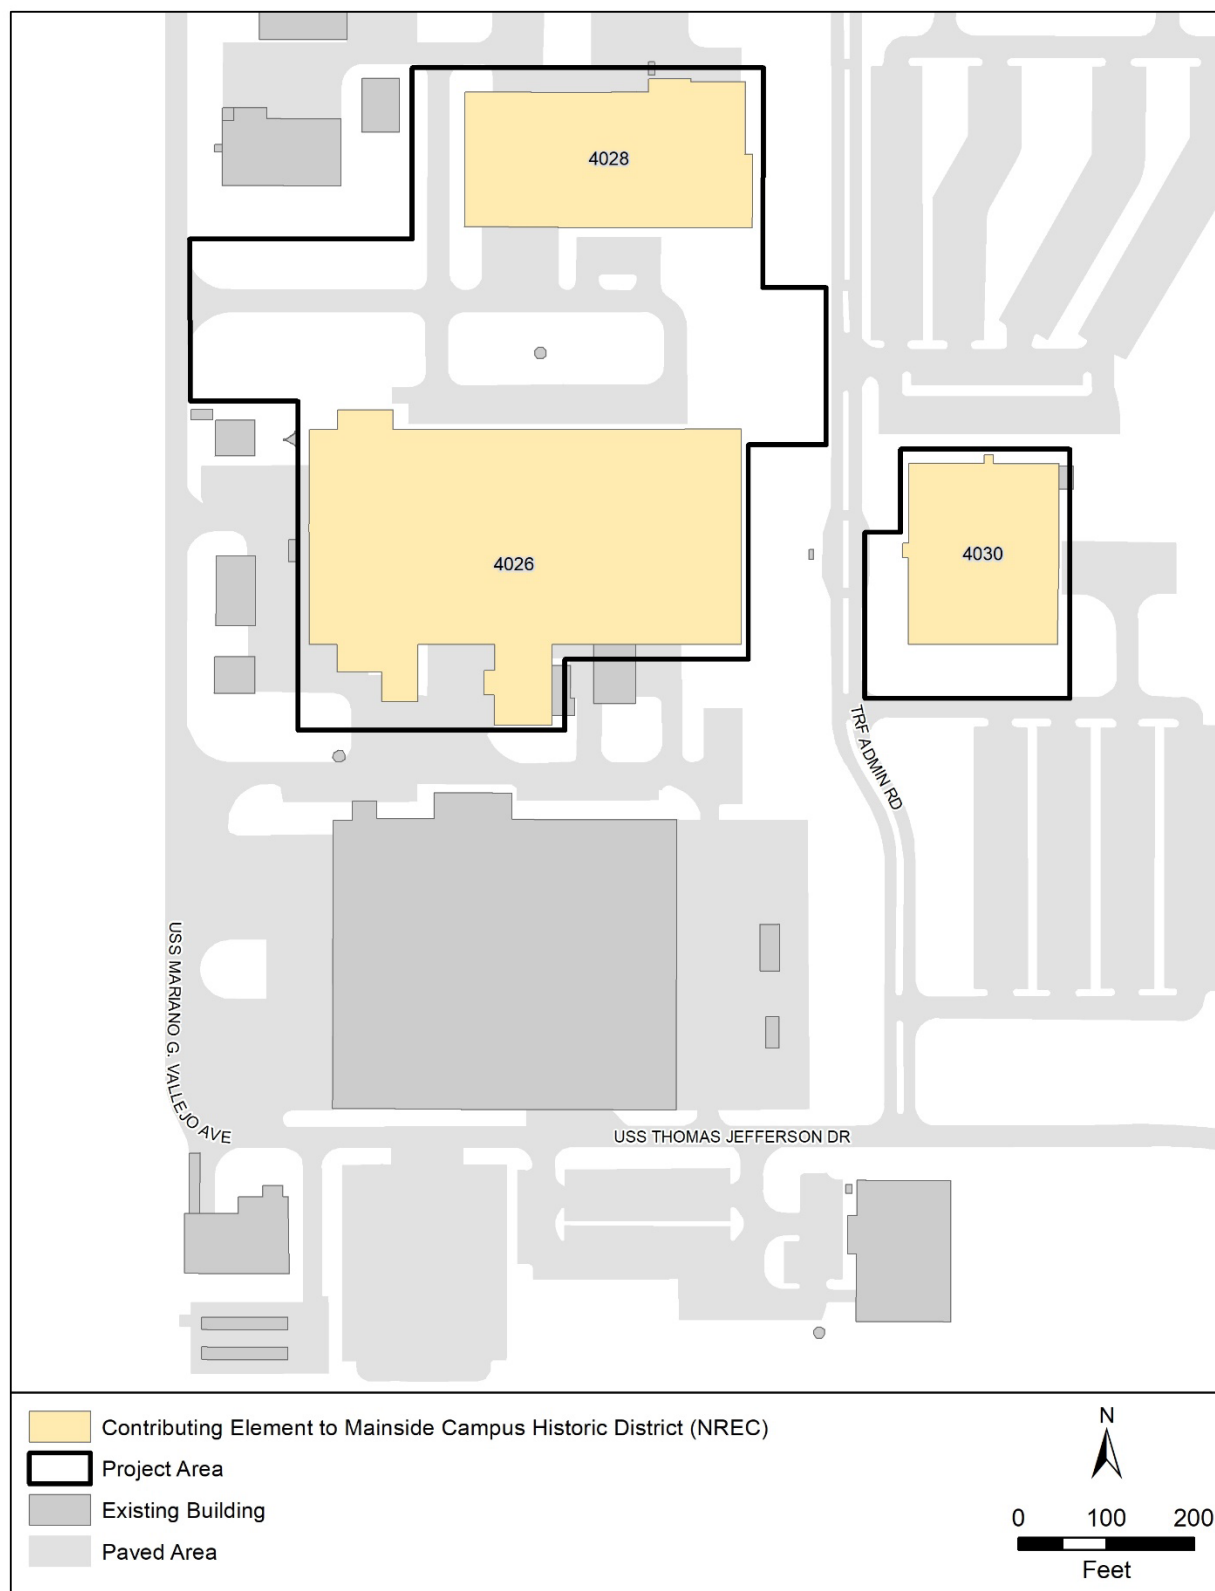 4028
4026
4030
TRF ADMIN RD
USS MARIANO G. VALLEJO AVE
USS THOMAS JEFFERSON DR
Contributing Element to Mainside Campus Historic District (NREC)
Project Area
Existing Building
Paved Area
N
0 100 200
Feet